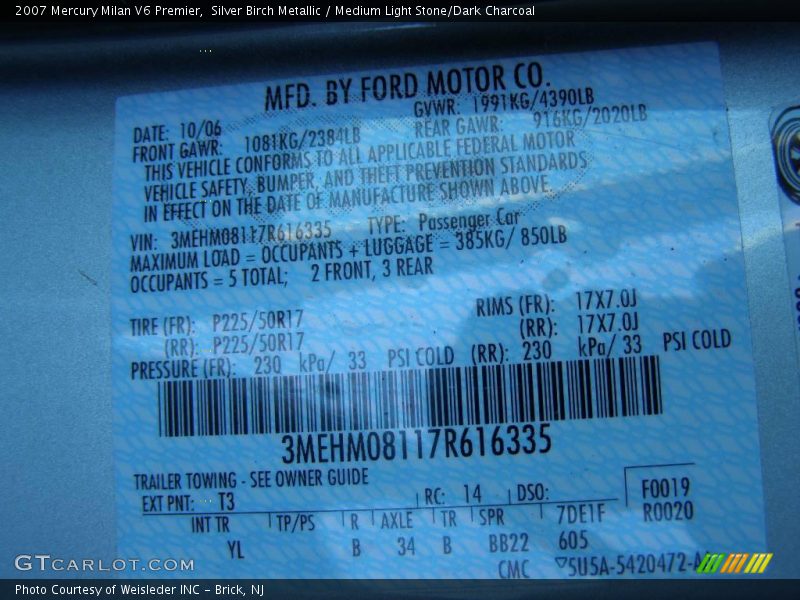 2007 Mercury Milan V6 Premier,  Silver Birch Metallic / Medium Light Stone/Dark Charcoal
MFD. BY FORD MOTOR CO.
DATE: 10/06 GVWR: 1991KG/4390LB
FRONT GAWR: 1081KG/2384LB REAR GAWR: 916KG/2020LB
THIS VEHICLE CONFORMS TO ALL APPLICABLE FEDERAL MOTOR
VEHICLE SAFETY, BUMPER, AND THEFT PREVENTION STANDARDS
IN EFFECT ON THE DATE OF MANUFACTURE SHOWN ABOVE.
VIN: 3MEHM08117R616335 TYPE: Passenger Car
MAXIMUM LOAD = OCCUPANTS + LUGGAGE = 385KG/ 850LB
OCCUPANTS = 5 TOTAL; 2 FRONT, 3 REAR
TIRE (FR): P225/50R17 RIMS (FR): 17X7.0J
(RR): P225/50R17 (RR): 17X7.0J
PRESSURE (FR): 230 kPa/ 33 PSI COLD (RR): 230 kPa/ 33 PSI COLD
3MEHM08117R616335
TRAILER TOWING - SEE OWNER GUIDE
EXT PNT: T3 RC: 14 DSO: F0019
INT TR TP/PS R AXLE TR SPR 7DE1F R0020
YL B 34 B BB22 605
CMC ▽5U5A-5420472-A
GTCARLOT.COM
Photo Courtesy of Weisleder INC - Brick, NJ